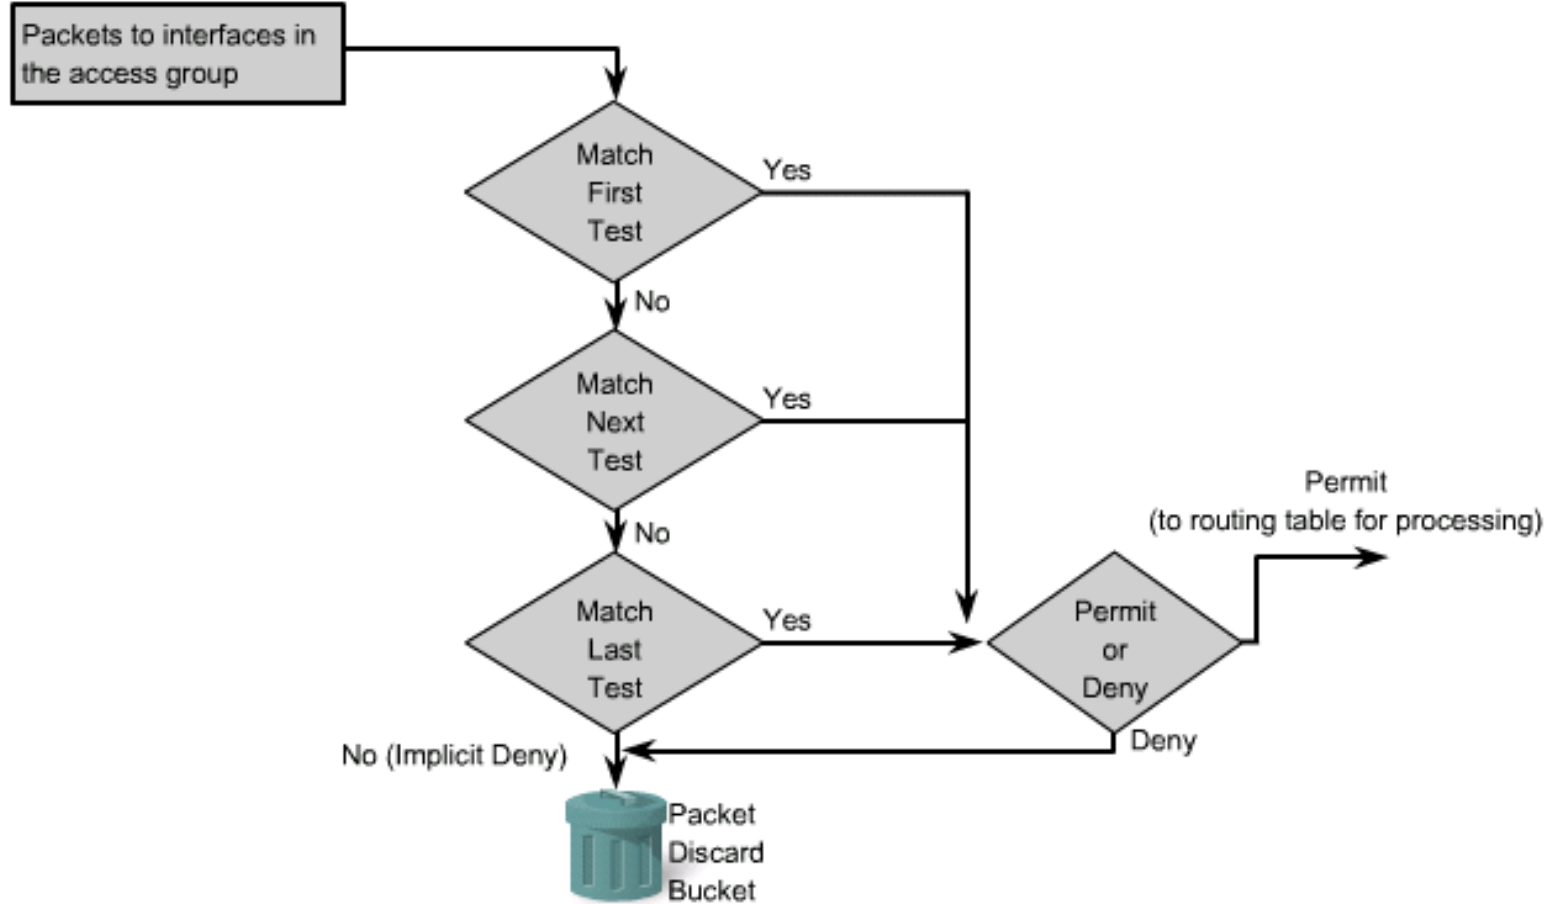 Packets to interfaces in
the access group
Match
First
Test
Yes
No
Match
Next
Test
Yes
No
Match
Last
Test
Yes
Permit
or
Deny
Permit
(to routing table for processing)
Deny
No (Implicit Deny)
Packet
Discard
Bucket